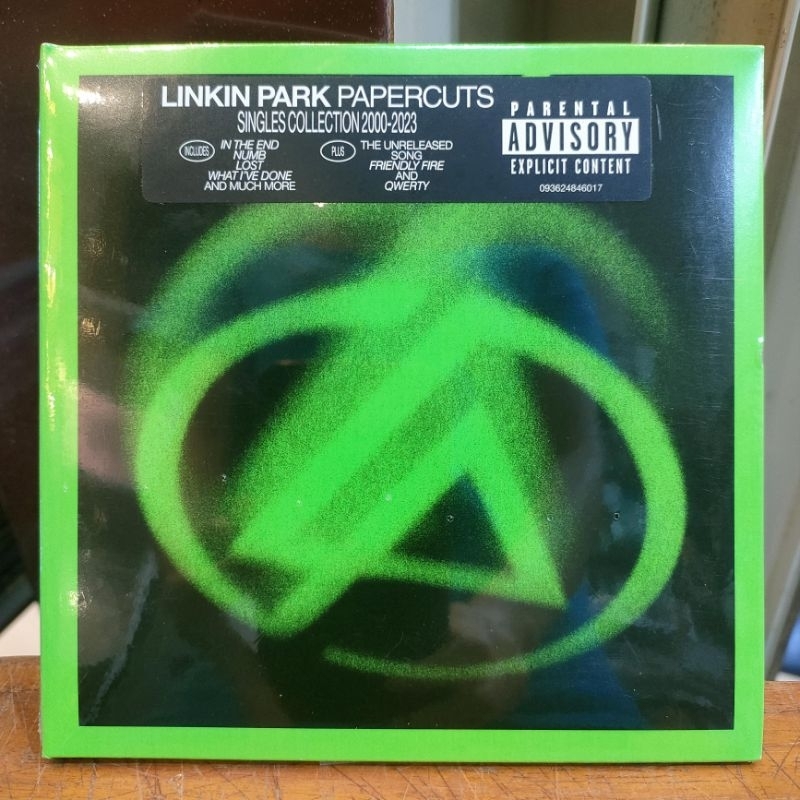 LINKIN PARK PAPERCUTS
SINGLES COLLECTION 2000-2023
INCLUDES
IN THE END
NUMB
LOST
WHAT I'VE DONE
AND MUCH MORE
PLUS
THE UNRELEASED
SONG
FRIENDLY FIRE
AND
QWERTY
PARENTAL
ADVISORY
EXPLICIT CONTENT
093624846017